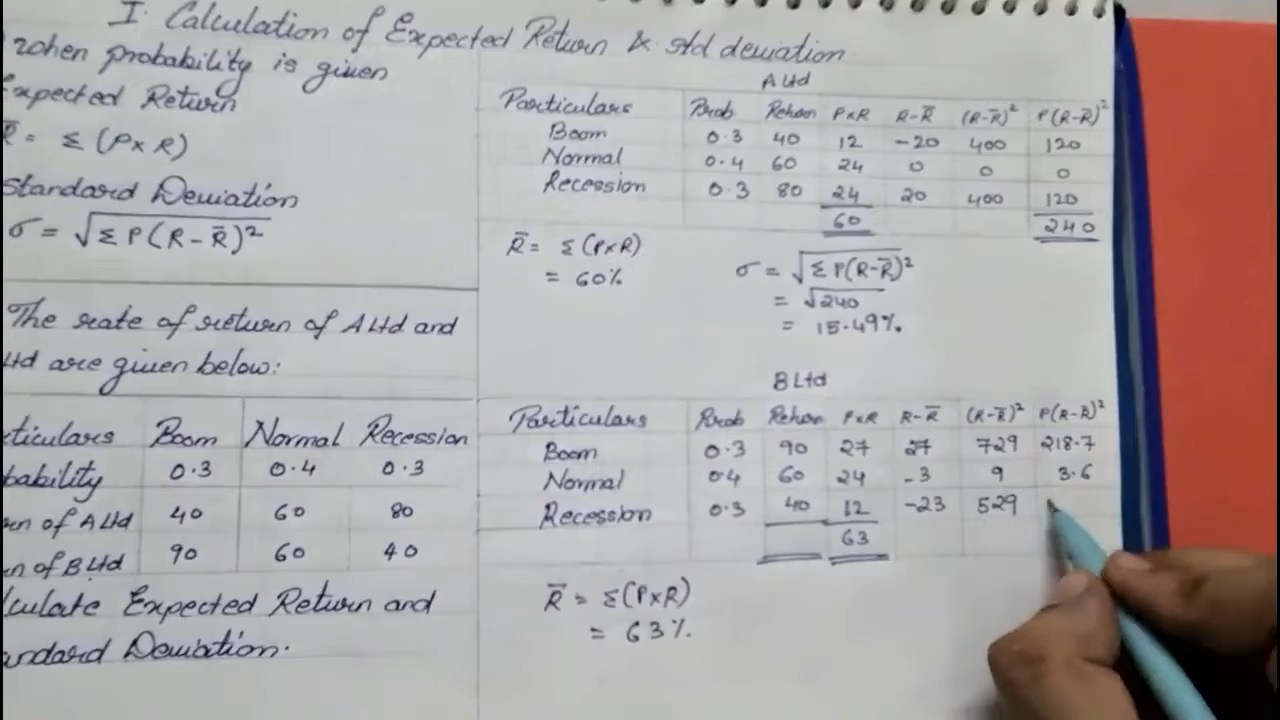 I. Calculation of Expected Return & std deviation
when probability is given
Expected Return
R̄ = Σ (P×R)
Standard Deviation
σ = √Σ P(R-R̄)²
The rate of return of A Ltd and
Ltd are given below:
ticulars Boom Normal Recession
bability 0.3 0.4 0.3
rn of A Ltd 40 60 80
n of B Ltd 90 60 40
lculate Expected Return and
andard Deviation.
A Ltd
Particulars Prob Return P×R R-R̄ (R-R̄)² P(R-R̄)²
Boom 0.3 40 12 -20 400 120
Normal 0.4 60 24 0 0 0
Recession 0.3 80 24 20 400 120
60 240
R̄ = Σ(P×R)
= 60%
σ = √Σ P(R-R̄)²
= √240
= 15.49%
B Ltd
Particulars Prob Return P×R R-R̄ (R-R̄)² P(R-R̄)²
Boom 0.3 90 27 27 729 218.7
Normal 0.4 60 24 -3 9 3.6
Recession 0.3 40 12 -23 529
63
R̄ = Σ(P×R)
= 63%